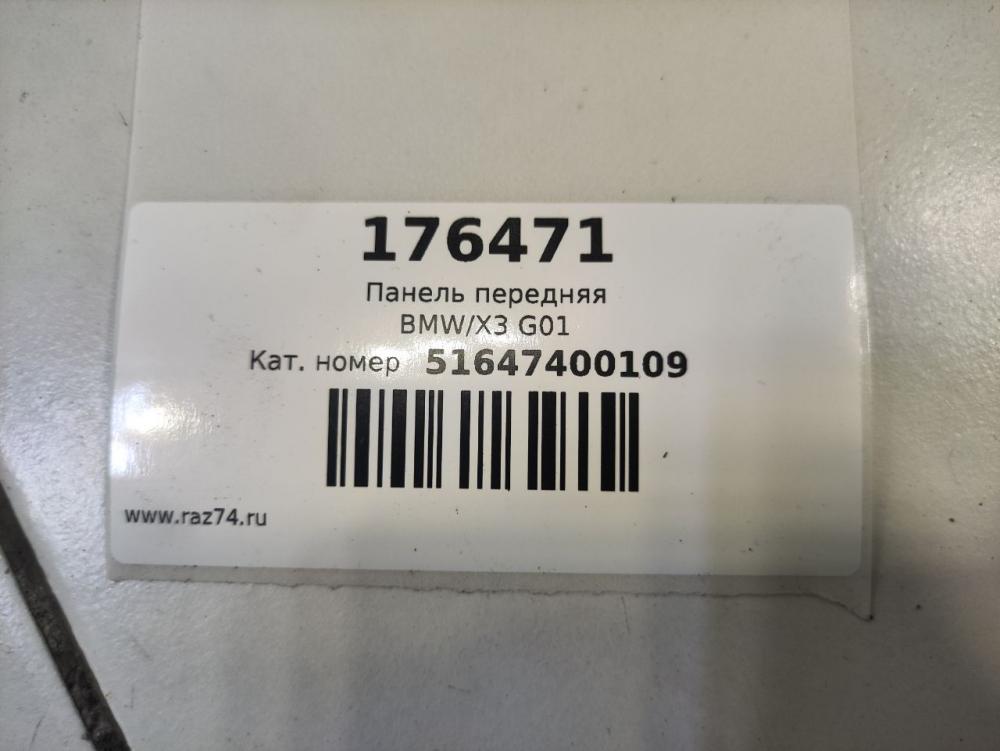 176471
Панель передняя
BMW/X3 G01
Кат. номер 51647400109
www.raz74.ru